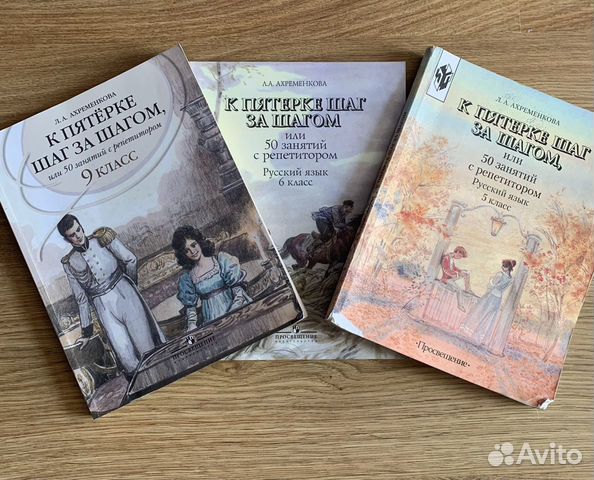 Л. А. АХРЕМЕНКОВА
К ПЯТЁРКЕ
ШАГ ЗА ШАГОМ,
или 50 занятий с репетитором
9 КЛАСС
ПРОСВЕЩЕНИЕ
Л.А. АХРЕМЕНКОВА
К ПЯТЕРКЕ ШАГ
ЗА ШАГОМ
или
50 занятий
с репетитором
Русский язык
6 класс
ПРОСВЕЩЕНИЕ
Л. А. АХРЕМЕНКОВА
К ПЯТЕРКЕ ШАГ
ЗА ШАГОМ,
или
50 занятий
с репетитором
Русский язык
5 класс
·Просвещение·
Avito